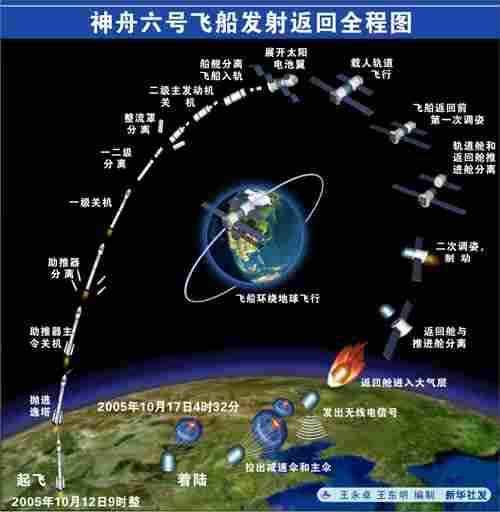 神舟六号飞船发射返回全程图
展开太阳
电池翼
船舰分离
飞船入轨
载人轨道
飞行
二级主发动机
关 机
飞船返回前
第一次调姿
整流罩
分 离
轨道舱和
返回舱推
进舱分离
一二级
分 离
一级关机
二次调姿，
制 动
助推器
分 离
飞船环绕地球飞行
助推器主
令关机
返回舱与
推进舱分离
返回舱进入大气层
抛逃
逸塔
2005年10月17日4时32分
发出无线电信号
起飞
着陆
拉出减速伞和主伞
2005年10月12日9时整
王永卓 王东明 编制 新华社发